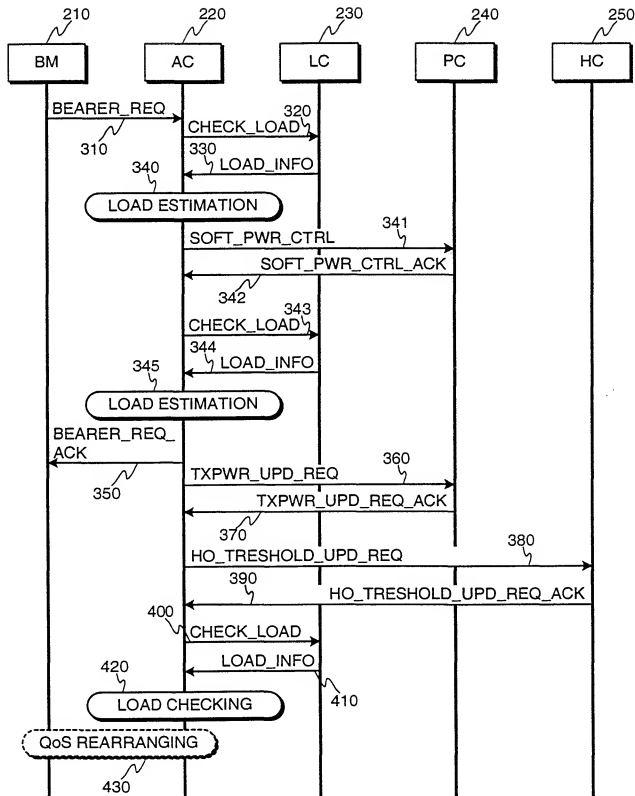 210 220 230 240 250
BM AC LC PC HC
BEARER_REQ
310
320
CHECK_LOAD
330
LOAD_INFO
340
LOAD ESTIMATION
341
SOFT_PWR_CTRL
SOFT_PWR_CTRL_ACK
342
343
CHECK_LOAD
344
LOAD_INFO
345
LOAD ESTIMATION
BEARER_REQ_
ACK
350
360
TXPWR_UPD_REQ
TXPWR_UPD_REQ_ACK
370
380
HO_TRESHOLD_UPD_REQ
390
HO_TRESHOLD_UPD_REQ_ACK
400
CHECK_LOAD
LOAD_INFO
410
420
LOAD CHECKING
QoS REARRANGING
430